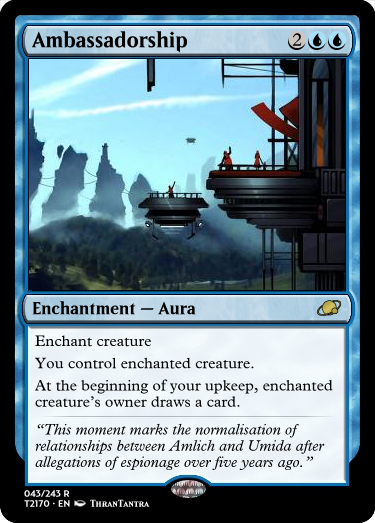 Ambassadorship 2
Enchantment — Aura
Enchant creature
You control enchanted creature.
At the beginning of your upkeep, enchanted
creature's owner draws a card.
“This moment marks the normalisation of
relationships between Amlich and Umida after
allegations of espionage over five years ago.”
043/243 R
T2170 • EN ThranTantra